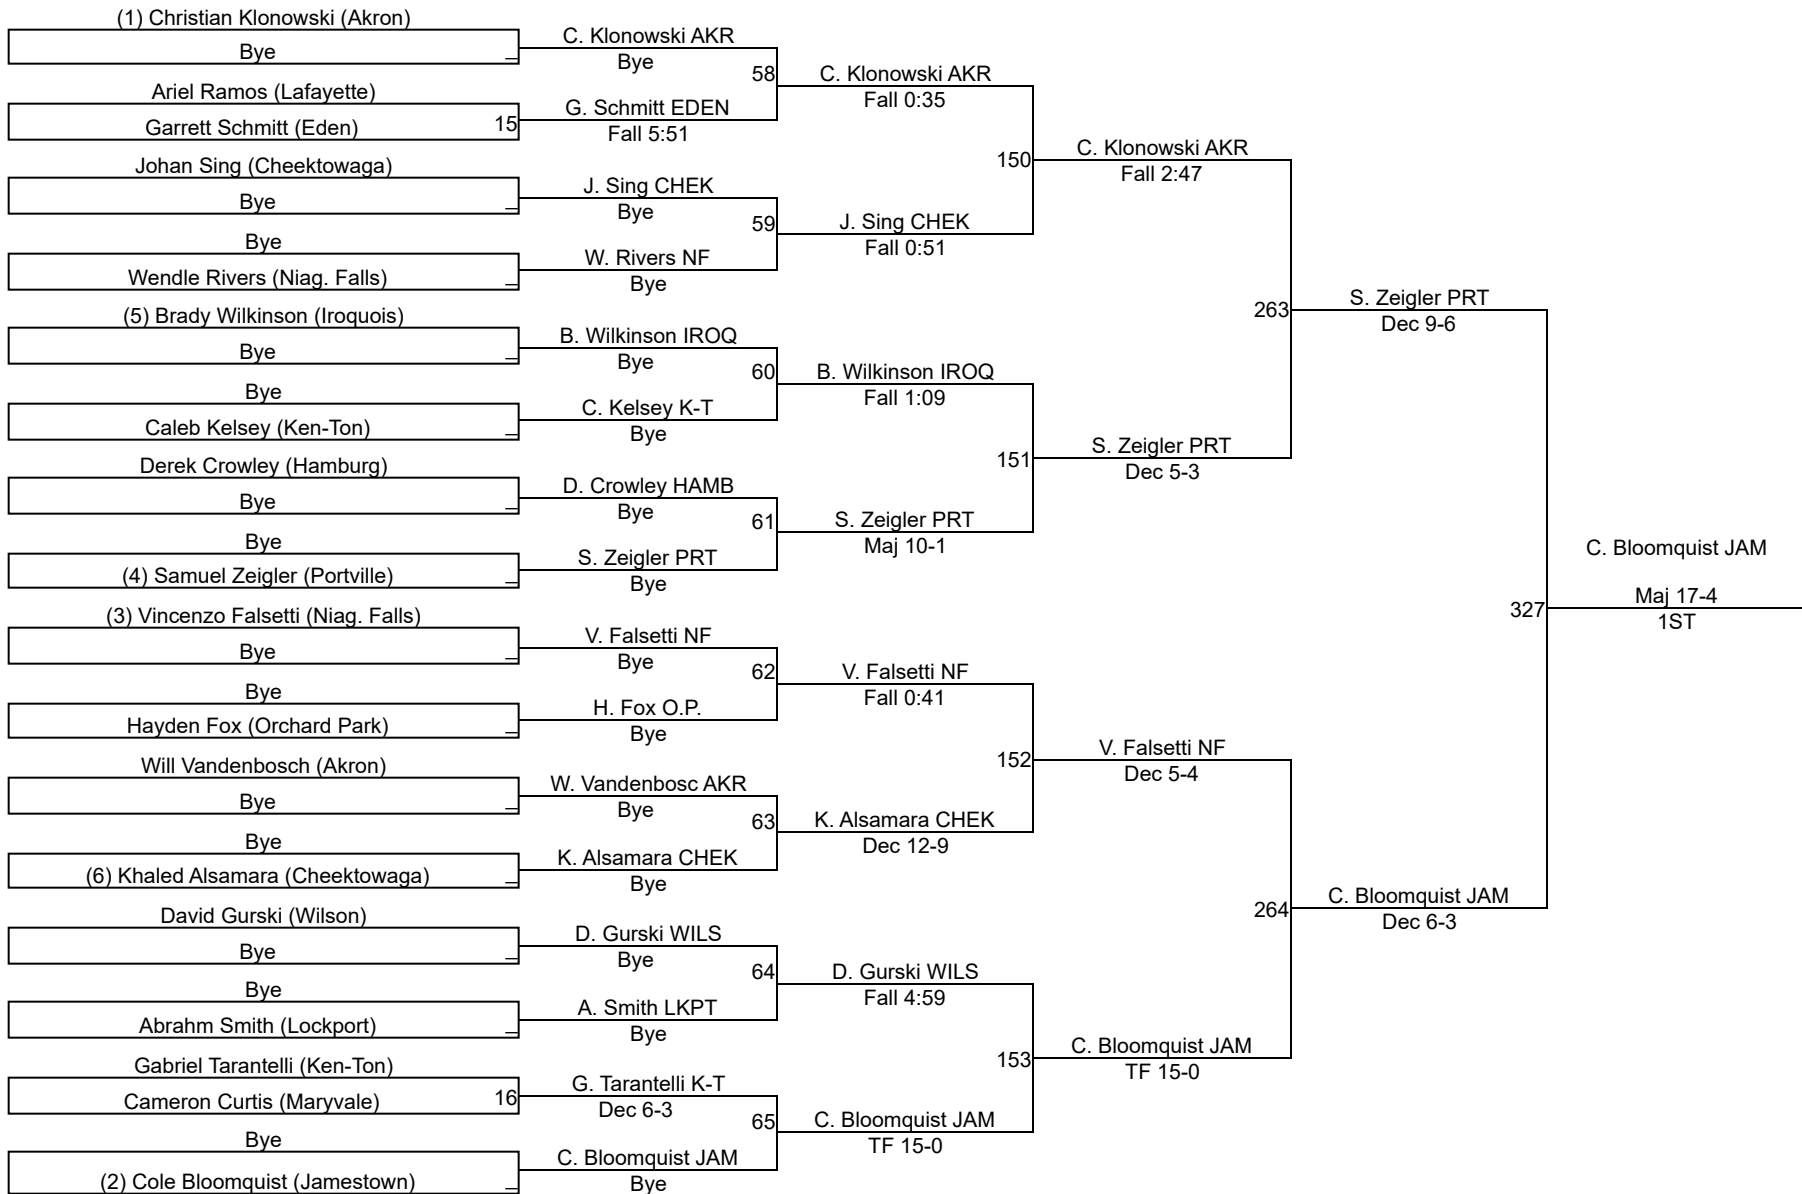 (1) Christian Klonowski (Akron)
Bye
Ariel Ramos (Lafayette)
Garrett Schmitt (Eden) 15
Johan Sing (Cheektowaga)
Bye
Bye
Wendle Rivers (Niag. Falls)
(5) Brady Wilkinson (Iroquois)
Bye
Bye
Caleb Kelsey (Ken-Ton)
Derek Crowley (Hamburg)
Bye
Bye
(4) Samuel Zeigler (Portville)
(3) Vincenzo Falsetti (Niag. Falls)
Bye
Bye
Hayden Fox (Orchard Park)
Will Vandenbosch (Akron)
Bye
Bye
(6) Khaled Alsamara (Cheektowaga)
David Gurski (Wilson)
Bye
Bye
Abrahm Smith (Lockport)
Gabriel Tarantelli (Ken-Ton)
Cameron Curtis (Maryvale) 16
Bye
(2) Cole Bloomquist (Jamestown)
C. Klonowski AKR
Bye
58
G. Schmitt EDEN
Fall 5:51
J. Sing CHEK
Bye
59
W. Rivers NF
Bye
B. Wilkinson IROQ
Bye
60
C. Kelsey K-T
Bye
D. Crowley HAMB
Bye
61
S. Zeigler PRT
Bye
V. Falsetti NF
Bye
62
H. Fox O.P.
Bye
W. Vandenbosc AKR
Bye
63
K. Alsamara CHEK
Bye
D. Gurski WILS
Bye
64
A. Smith LKPT
Bye
G. Tarantelli K-T
Dec 6-3
65
C. Bloomquist JAM
Bye
C. Klonowski AKR
Fall 0:35
150
J. Sing CHEK
Fall 0:51
B. Wilkinson IROQ
Fall 1:09
151
S. Zeigler PRT
Maj 10-1
V. Falsetti NF
Fall 0:41
152
K. Alsamara CHEK
Dec 12-9
D. Gurski WILS
Fall 4:59
153
C. Bloomquist JAM
TF 15-0
C. Klonowski AKR
Fall 2:47
263
S. Zeigler PRT
Dec 5-3
V. Falsetti NF
Dec 5-4
264
C. Bloomquist JAM
TF 15-0
S. Zeigler PRT
Dec 9-6
327
C. Bloomquist JAM
Dec 6-3
C. Bloomquist JAM
Maj 17-4
1ST